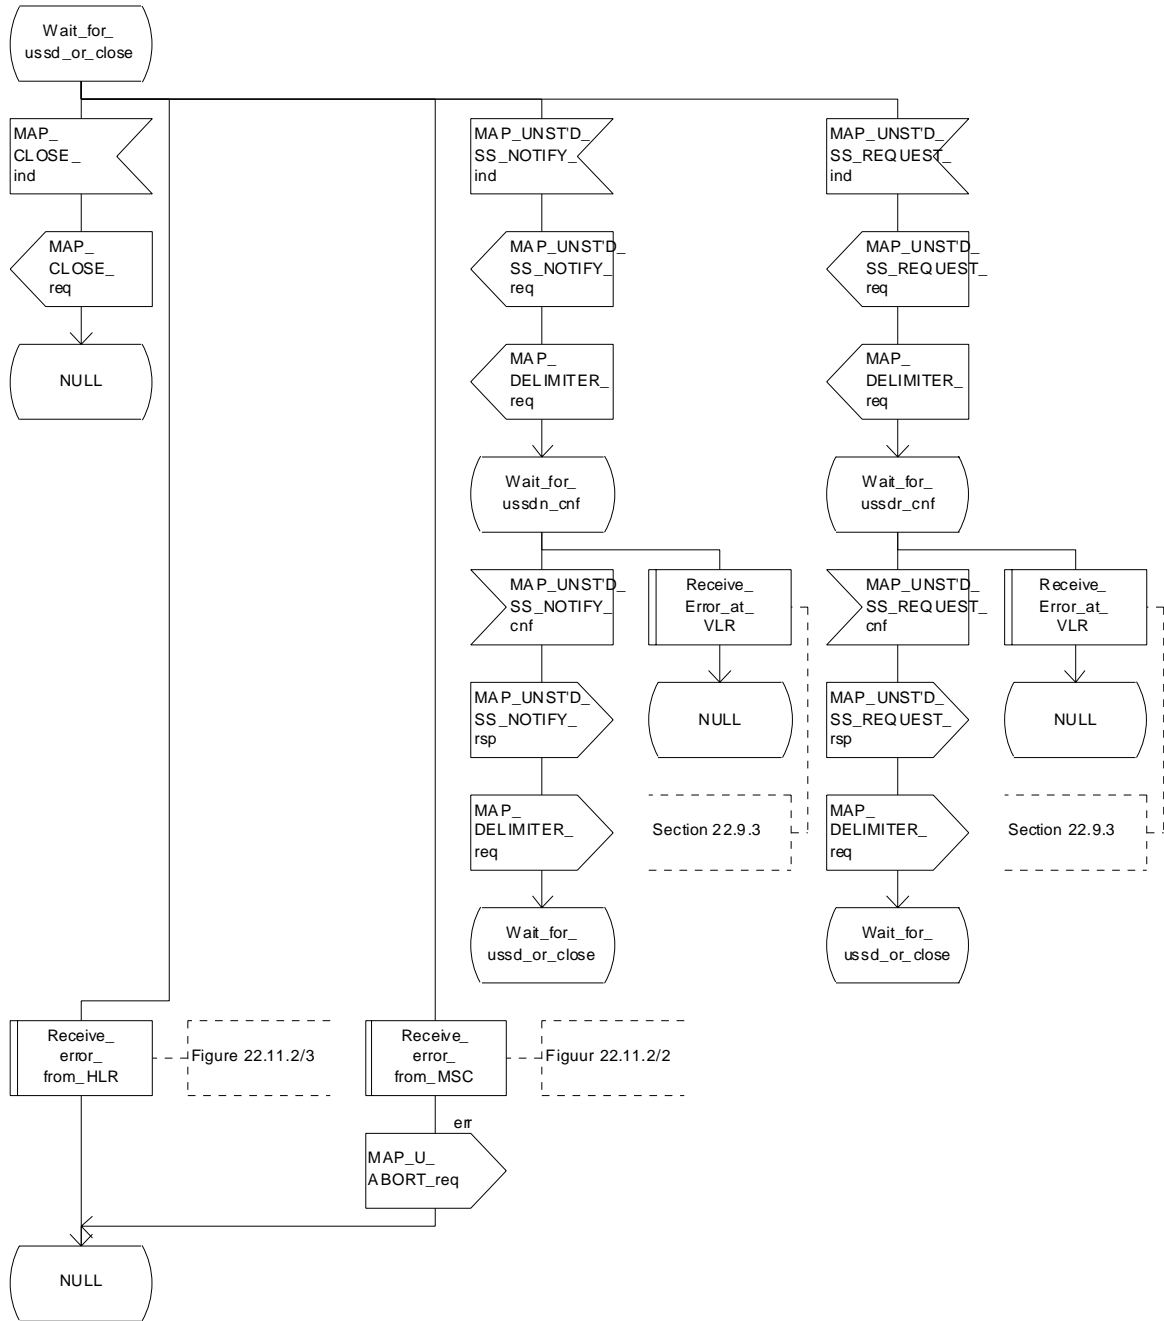 Wait_for_
ussd_or_close
MAP_
CLOSE_
ind
MAP_UNST'D_
SS_NOTIFY_
ind
MAP_UNST'D_
SS_REQUEST_
ind
MAP_
CLOSE_
req
MAP_UNST'D_
SS_NOTIFY_
req
MAP_UNST'D_
SS_REQUEST_
req
NULL
MAP_
DELIMITER_
req
MAP_
DELIMITER_
req
Wait_for_
ussdn_cnf
Wait_for_
ussdr_cnf
MAP_UNST'D_
SS_NOTIFY_
cnf
Receive_
Error_at_
VLR
MAP_UNST'D_
SS_REQUEST_
cnf
Receive_
Error_at_
VLR
MAP_UNST'D_
SS_NOTIFY_
rsp
NULL
MAP_UNST'D_
SS_REQUEST_
rsp
NULL
MAP_
DELIMITER_
req
Section 22.9.3
MAP_
DELIMITER_
req
Section 22.9.3
Wait_for_
ussd_or_close
Wait_for_
ussd_or_close
Receive_
error_
from_HLR
Figure 22.11.2/3
Receive_
error_
from_MSC
Figuur 22.11.2/2
err
MAP_U_
ABORT_req
NULL